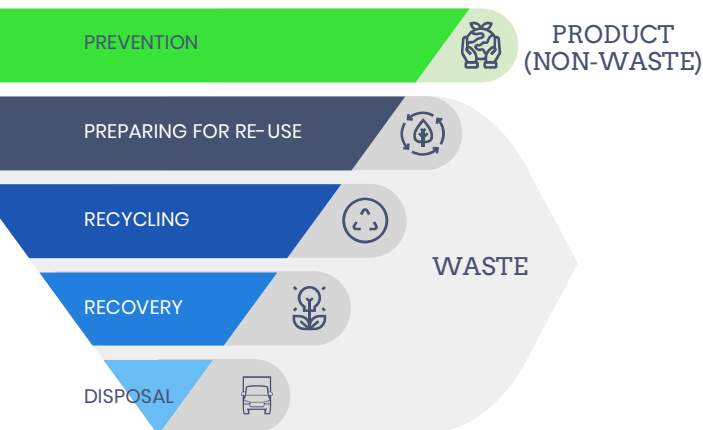 PREVENTION
PRODUCT
(NON-WASTE)
PREPARING FOR RE-USE
RECYCLING
WASTE
RECOVERY
DISPOSAL